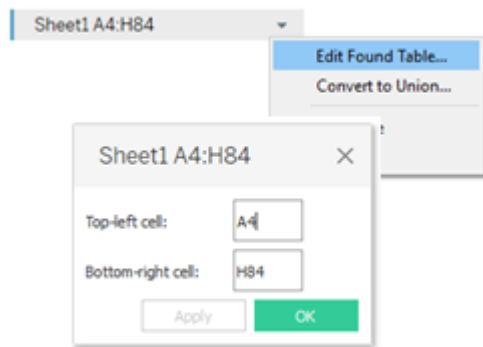 Sheet1 A4:H84
Edit Found Table...
Convert to Union...
Sheet1 A4:H84
Top-left cell:
A4
Bottom-right cell:
H84
Apply
OK